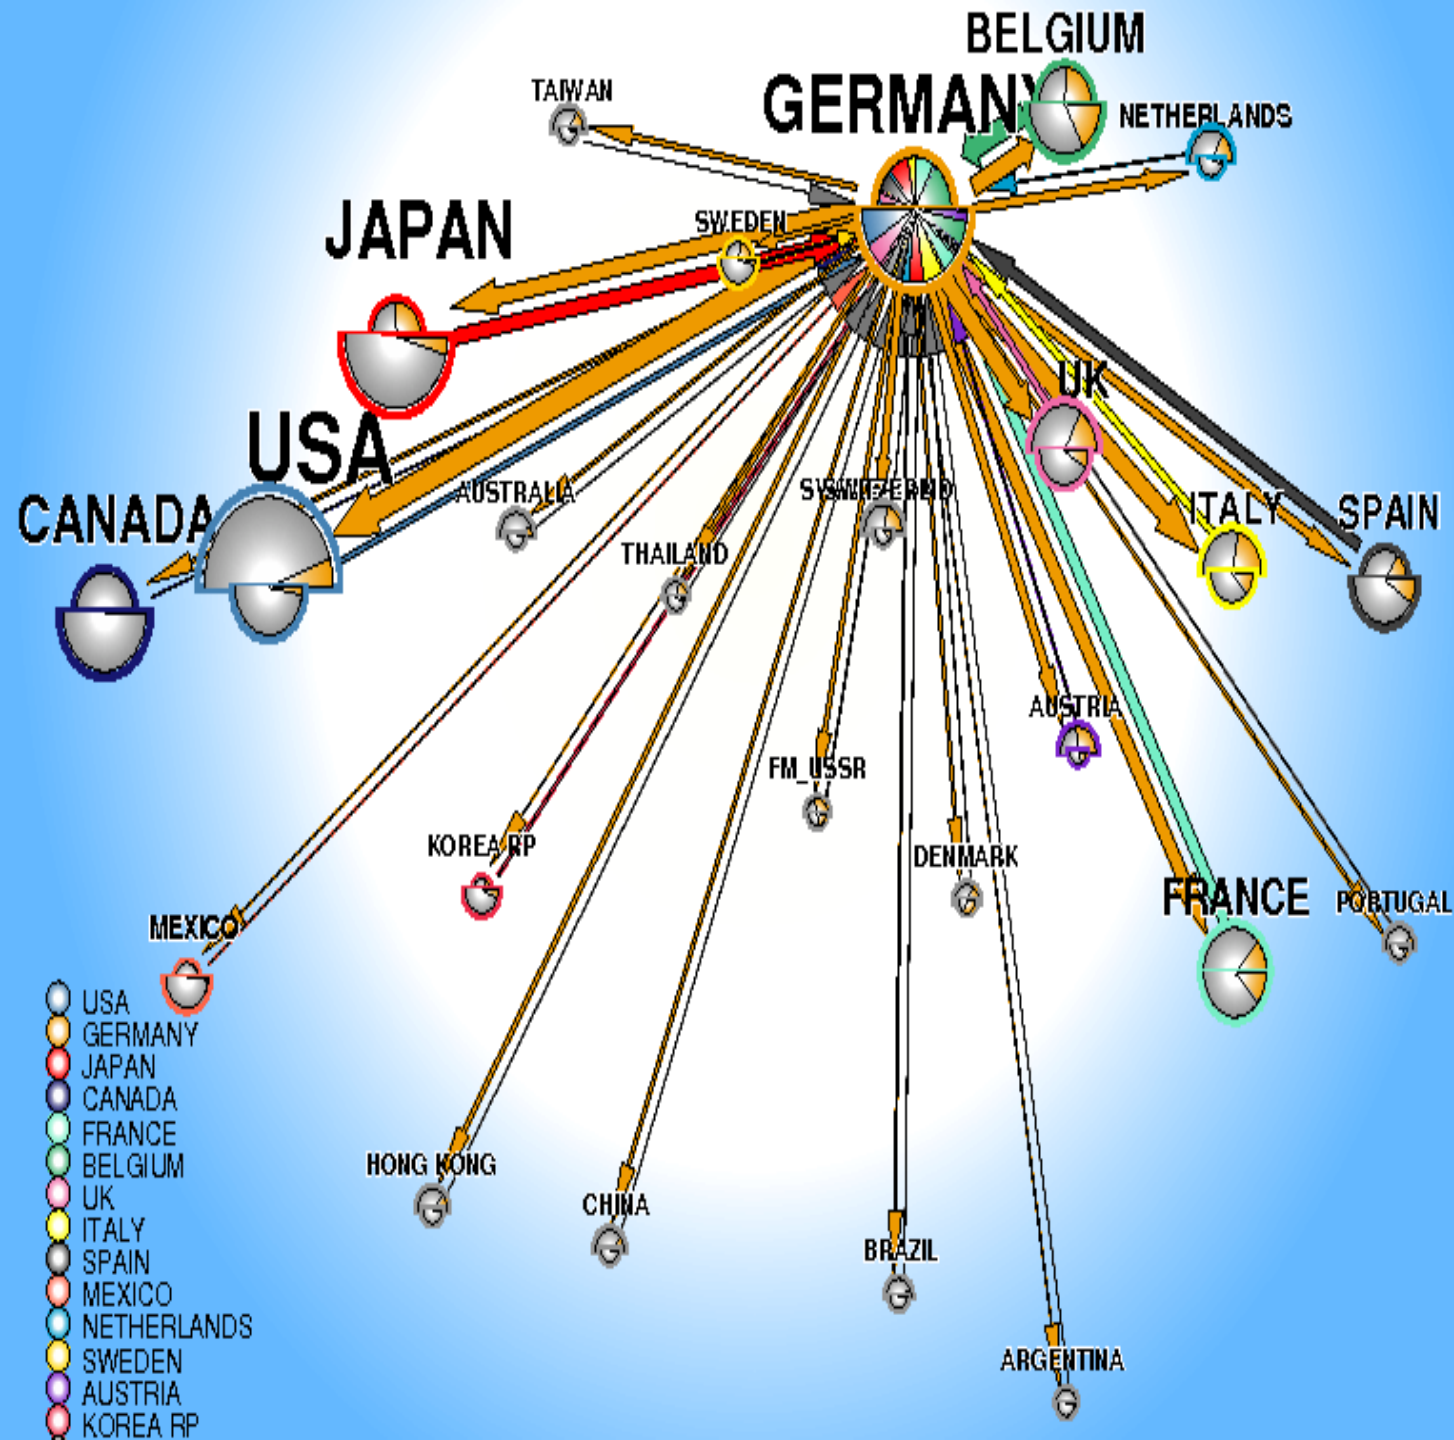 BELGIUM
TAIWAN
GERMANY
NETHERLANDS
JAPAN
SWEDEN
UK
USA
AUSTRALIA
CANADA
ITALY
SPAIN
THAILAND
AUSTRIA
FM_USSR
KOREA RP
DENMARK
FRANCE
PORTUGAL
MEXICO
HONG KONG
CHINA
BRAZIL
ARGENTINA
USA
GERMANY
JAPAN
CANADA
FRANCE
BELGIUM
UK
ITALY
SPAIN
MEXICO
NETHERLANDS
SWEDEN
AUSTRIA
KOREA RP